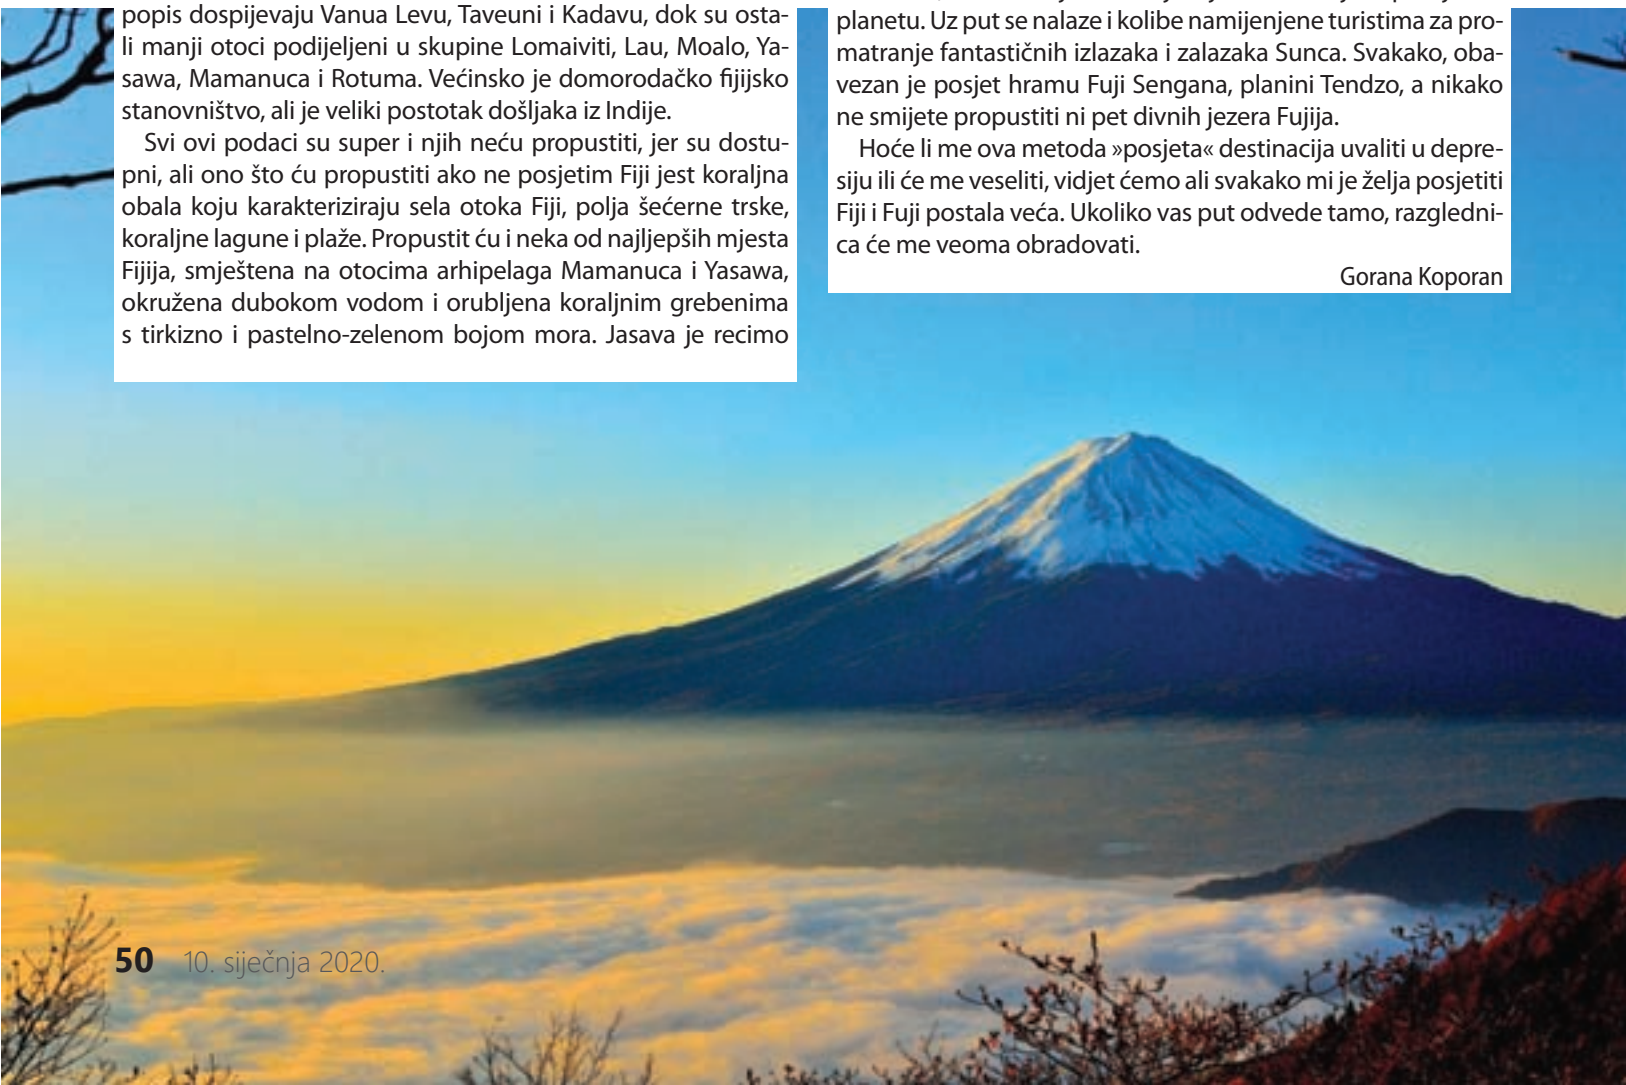 popis dospijevaju Vanua Levu, Taveuni i Kadavu, dok su osta-
li manji otoci podijeljeni u skupine Lomaiviti, Lau, Moalo, Ya-
sawa, Mamanuca i Rotuma. Većinsko je domorodačko fijijsko
stanovništvo, ali je veliki postotak došljaka iz Indije.
Svi ovi podaci su super i njih neću propustiti, jer su dostu-
pni, ali ono što ću propustiti ako ne posjetim Fiji jest koraljna
obala koju karakteriziraju sela otoka Fiji, polja šećerne trske,
koraljne lagune i plaže. Propustit ću i neka od najljepših mjesta
Fijija, smještena na otocima arhipelaga Mamanuca i Yasawa,
okružena dubokom vodom i orubljena koraljnim grebenima
s tirkizno i pastelno-zelenom bojom mora. Jasava je recimo
planetu. Uz put se nalaze i kolibe namijenjene turistima za pro-
matranje fantastičnih izlazaka i zalazaka Sunca. Svakako, oba-
vezan je posjet hramu Fuji Sengana, planini Tendzo, a nikako
ne smijete propustiti ni pet divnih jezera Fujija.
Hoće li me ova metoda »posjeta« destinacija uvaliti u depre-
siju ili će me veseliti, vidjet ćemo ali svakako mi je želja posjetiti
Fiji i Fuji postala veća. Ukoliko vas put odvede tamo, razgledni-
ca će me veoma obradovati.
Gorana Koporan
50 10. siječnja 2020.